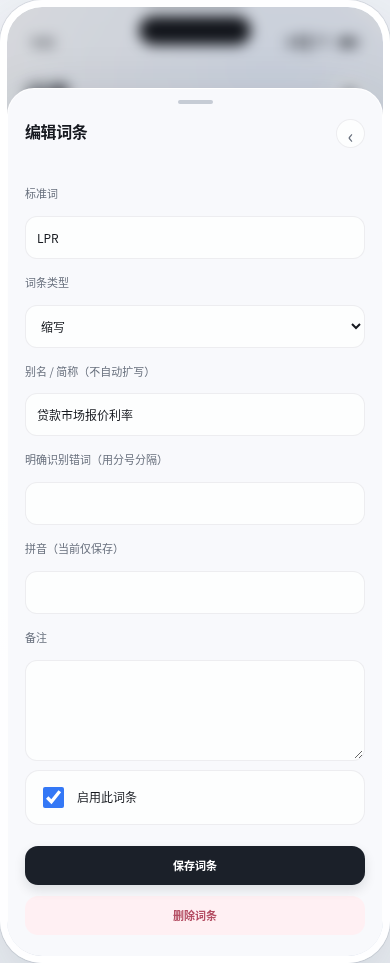 编辑词条
‹
标准词
LPR
词条类型
缩写
别名 / 简称（不自动扩写）
贷款市场报价利率
明确识别错词（用分号分隔）
拼音（当前仅保存）
备注
启用此词条
保存词条
删除词条